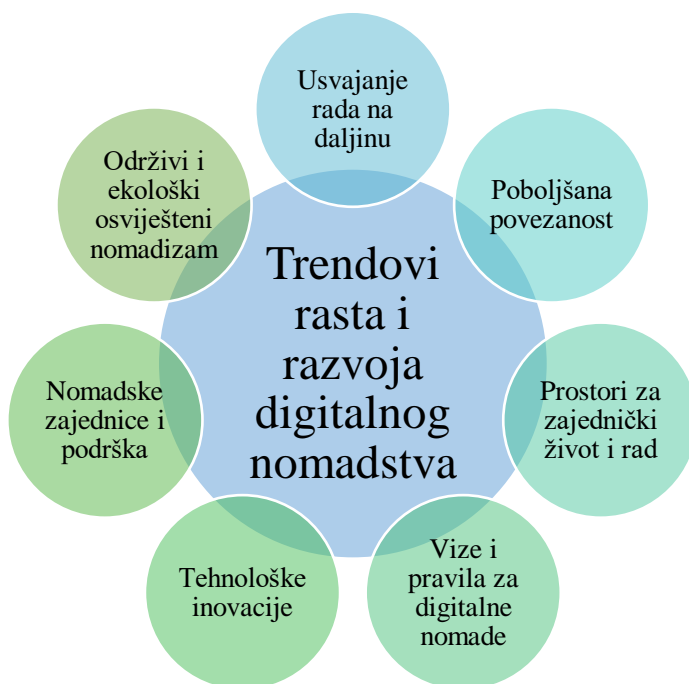 Usvajanje
rada na
daljinu
Poboljšana
povezanost
Prostori za
zajednički
život i rad
Vize i
pravila za
digitalne
nomade
Tehnološke
inovacije
Nomadske
zajednice i
podrška
Održivi i
ekološki
osviješteni
nomadizam
Trendovi
rasta i
razvoja
digitalnog
nomadstva